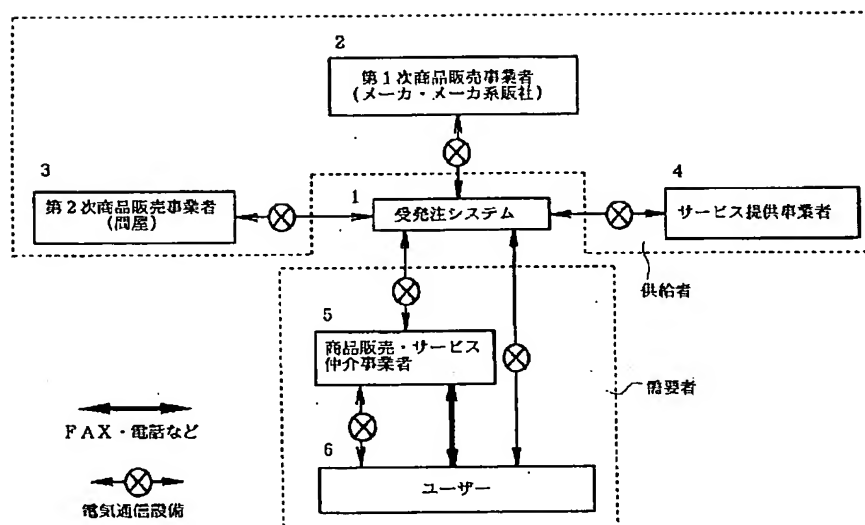 2
第1次商品販売事業者
(メーカ・メーカ系販社)
3
第2次商品販売事業者
(問屋)
1
受発注システム
4
サービス提供事業者
供給者
5
商品販売・サービス
仲介事業者
需要者
FAX・電話など
6
ユーザー
電気通信設備